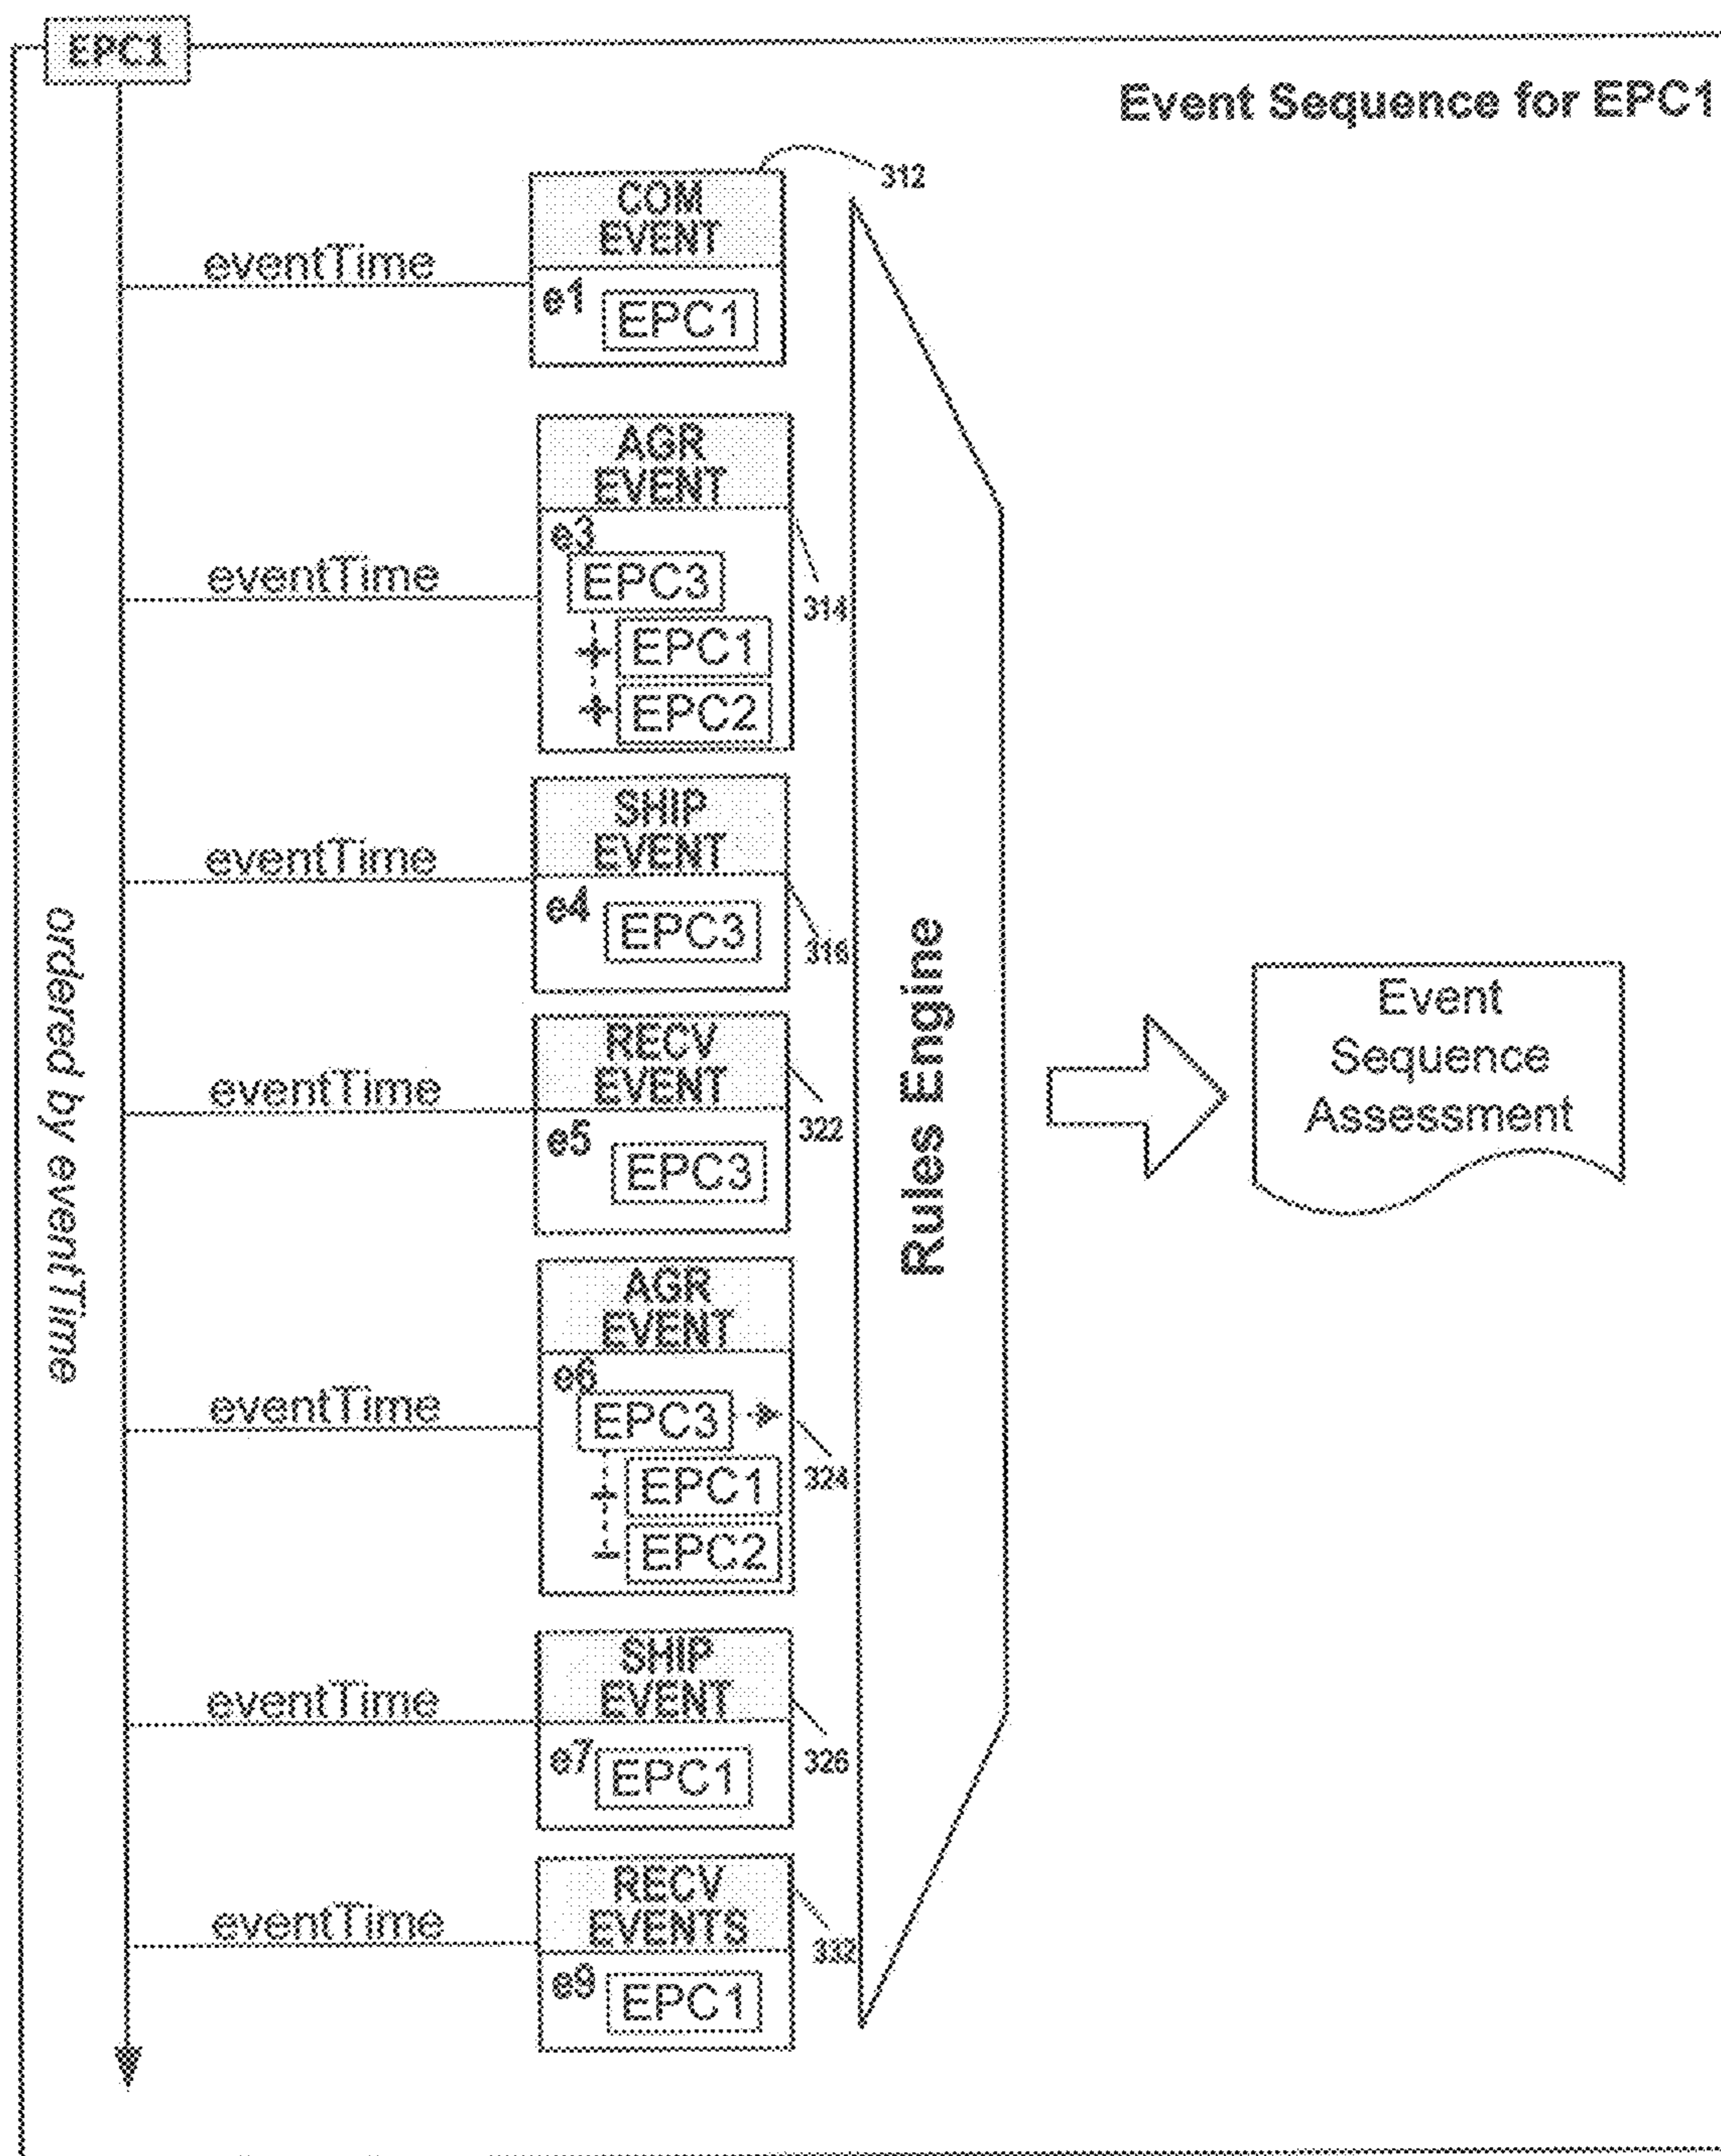 EPC1
Event Sequence for EPC1
312
COM
EVENT
eventTime
e1
EPC1
AGR
EVENT
e3
eventTime
EPC3
314
EPC1
EPC2
SHIP
EVENT
eventTime
e4
EPC3
316
ordered by eventTime
Rules Engine
Event
Sequence
Assessment
RECV
EVENT
eventTime
322
e5
EPC3
AGR
EVENT
e6
eventTime
EPC3
324
EPC1
EPC2
SHIP
EVENT
eventTime
326
e7
EPC1
RECV
EVENTS
eventTime
332
e9
EPC1